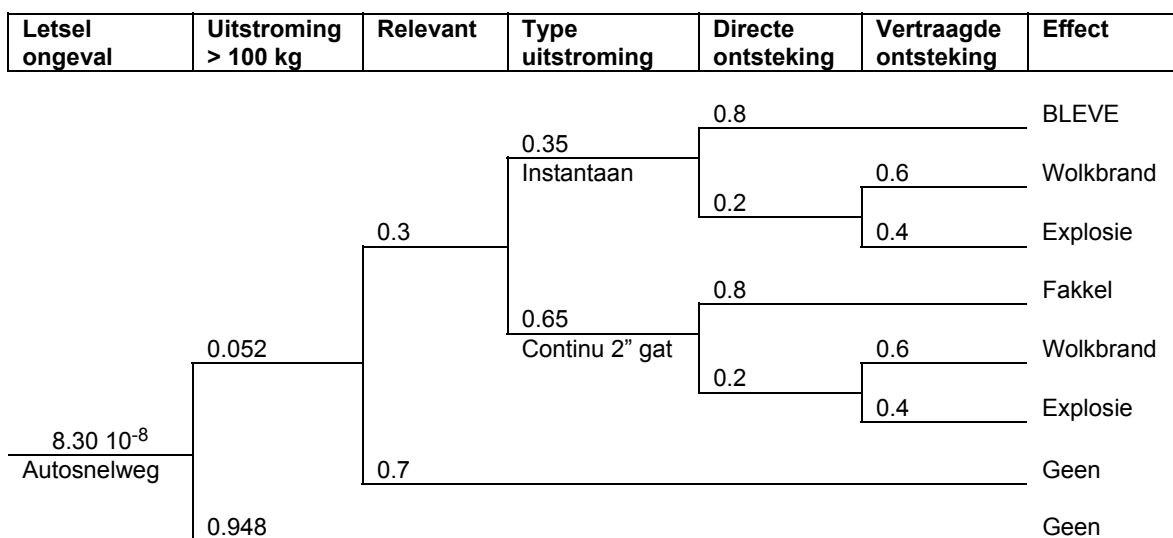 Letsel ongeval
Uitstroming > 100 kg
Relevant
Type uitstroming
Directe ontsteking
Vertraagde ontsteking
Effect
0.8
BLEVE
0.35
Instantaan
0.6
Wolkbrand
0.2
0.3
0.4
Explosie
0.8
Fakkel
0.65
Continu 2” gat
0.052
0.6
Wolkbrand
0.2
0.4
Explosie
8.30 10-8
Autosnelweg
0.7
Geen
0.948
Geen